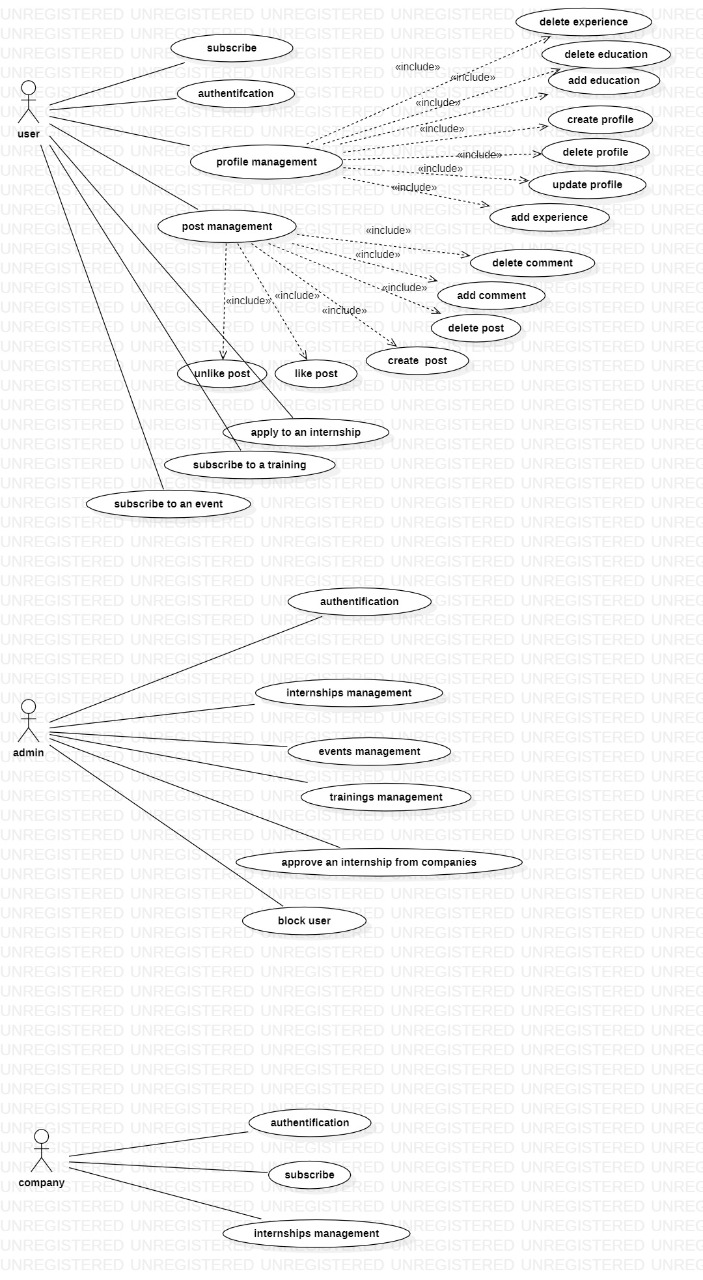 delete experience
subscribe
delete education
«include»
«include»
add education
authentifcation
«include»
create profile
«include»
user
delete profile
«include»
profile management
«include»
update profile
«include»
add experience
post management
«include»
«include»
delete comment
«include»
add comment
«include»
«include»
«include»
delete post
create  post
unlike post
like post
apply to an internship
subscribe to a training
subscribe to an event
authentification
internships management
admin
events management
trainings management
approve an internship from companies
block user
authentification
subscribe
company
internships management
UNREGISTERED UNREGISTERED UNREGISTERED UNREGISTERED UNREGISTERED UNREG